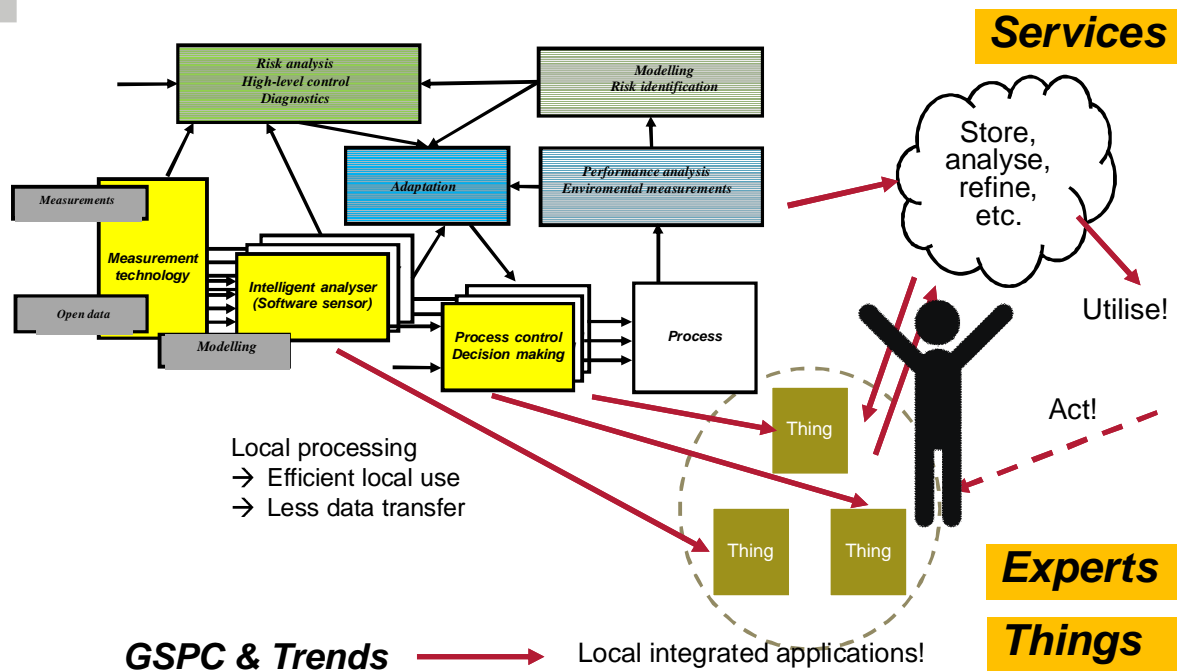 Services
Risk analysis
High-level control
Diagnostics
Modelling
Risk identification
Store,
analyse,
refine,
etc.
Adaptation
Performance analysis
Enviromental measurements
Measurements
Measurement
technology
Intelligent analyser
(Software sensor)
Open data
Modelling
Process control
Decision making
Process
Utilise!
Act!
Thing
Local processing
→ Efficient local use
→ Less data transfer
Thing
Thing
Experts
Things
GSPC & Trends
Local integrated applications!